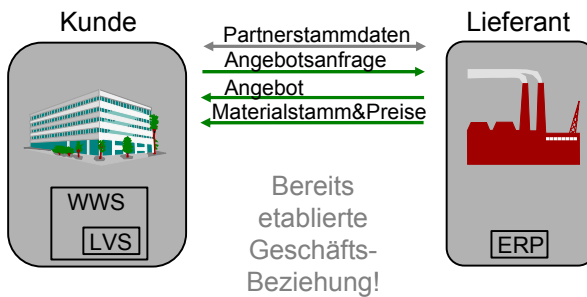 Kunde
Lieferant
Partnerstammdaten
Angebotsanfrage
Angebot
Materialstamm&Preise
WWS
LVS
Bereits
etablierte
Geschäfts-
Beziehung!
ERP